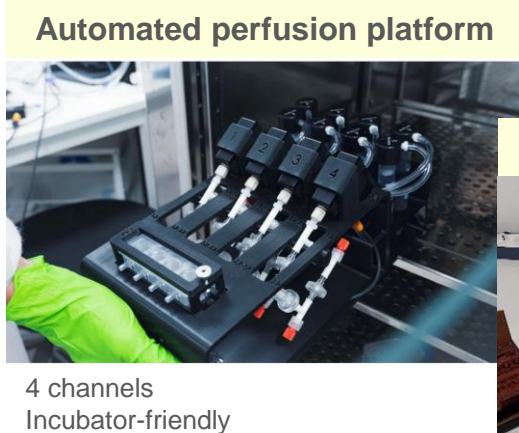 Automated perfusion platform
1
2
3
4
4 channels
Incubator-friendly